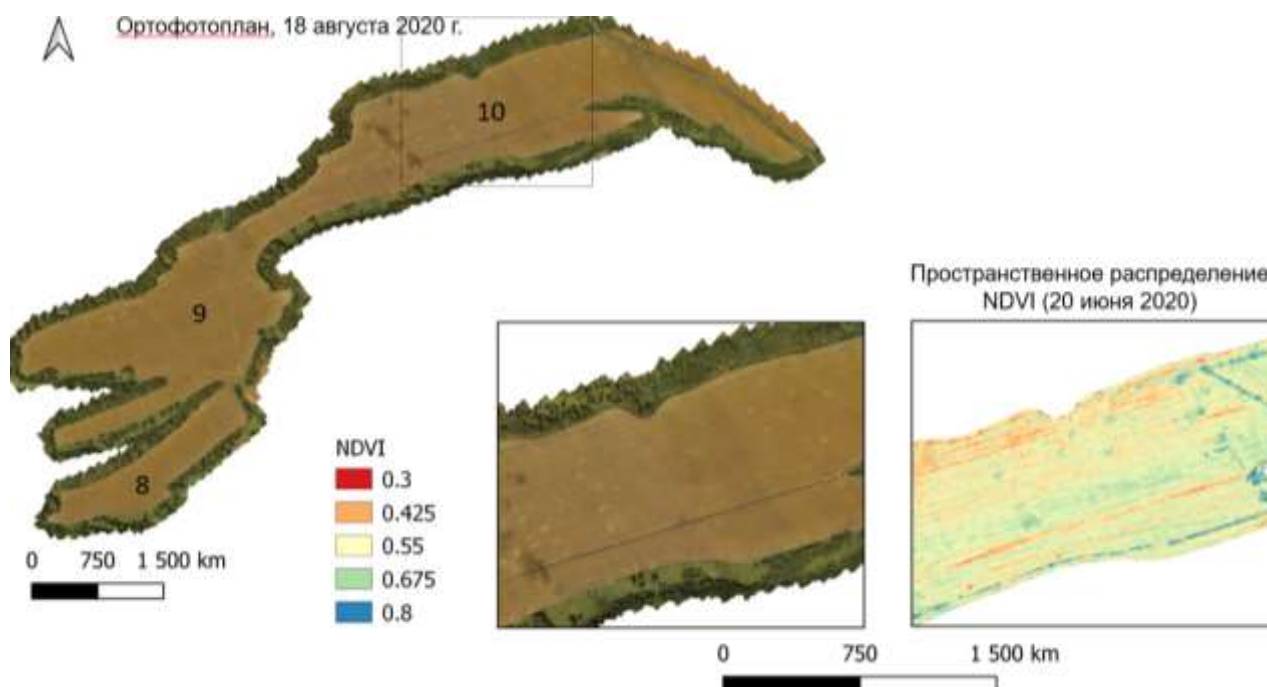 Ортофотоплан, 18 августа 2020 г.
10
9
8
0 750 1 500 km
NDVI
0.3
0.425
0.55
0.675
0.8
Пространственное распределение
NDVI (20 июня 2020)
0 750 1 500 km